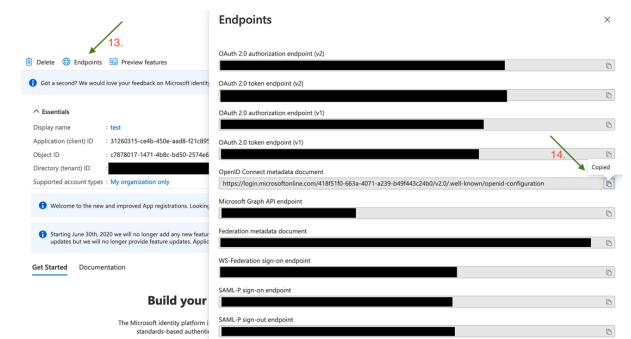 Endpoints
13.
Delete Endpoints Preview features
Got a second? We would love your feedback on Microsoft identity
Essentials
Display name : test
Application (client) ID : 31260315-ce4b-450e-aad8-f21c895
Object ID : c7878017-1471-4b8c-bd50-2574e6
Directory (tenant) ID :
Supported account types : My organization only
Welcome to the new and improved App registrations. Looking
Starting June 30th, 2020 we will no longer add any new featur
updates but we will no longer provide feature updates. Applic
Get Started Documentation
Build your
The Microsoft identity platform i
standards-based authenti
OAuth 2.0 authorization endpoint (v2)
OAuth 2.0 token endpoint (v2)
OAuth 2.0 authorization endpoint (v1)
OAuth 2.0 token endpoint (v1)
14.
Copied
OpenID Connect metadata document
https://login.microsoftonline.com/418f51f0-663a-4071-a239-b49f443c24b0/v2.0/.well-known/openid-configuration
Microsoft Graph API endpoint
Federation metadata document
WS-Federation sign-on endpoint
SAML-P sign-on endpoint
SAML-P sign-out endpoint